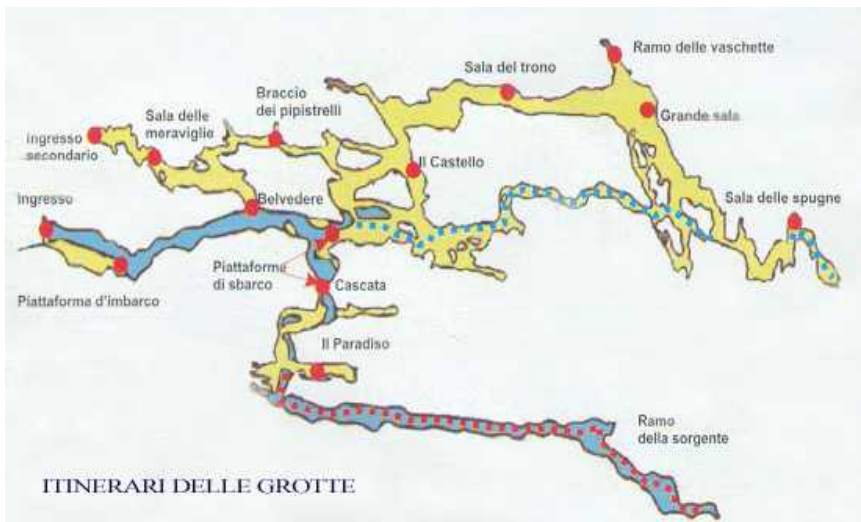 Ramo delle vaschette
Sala del trono
Braccio
dei pipistrelli
Sala delle
meraviglie
Grande sala
ingresso
secondario
Il Castello
Ingresso
Belvedere
Sala delle spugne
Piattaforme
di sbarco
Cascata
Piattaforma d'imbarco
Il Paradiso
Ramo
della sorgente
ITINERARI DELLE GROTTE